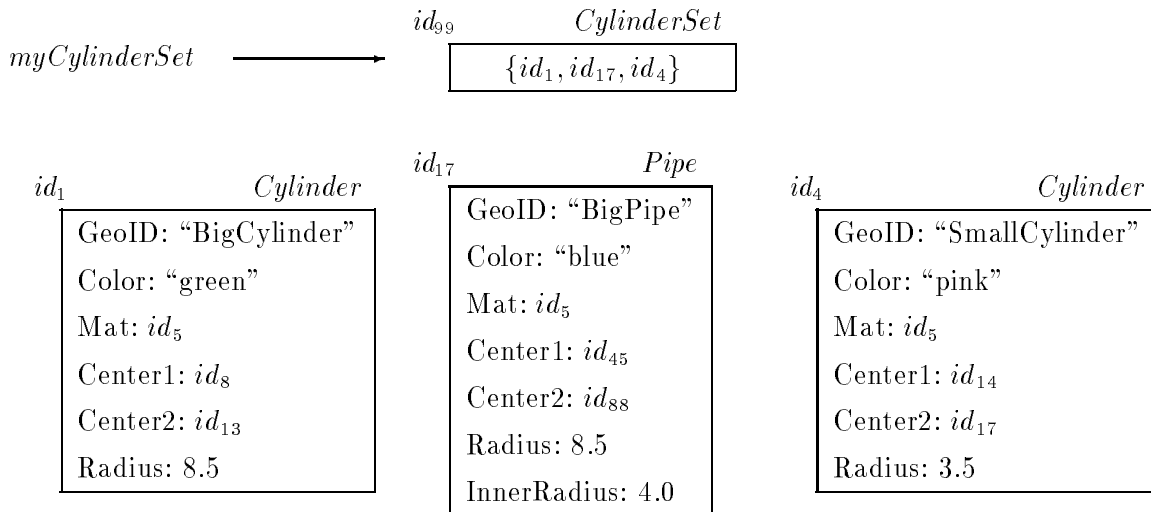 id₉₉ CylinderSet
myCylinderSet
{id₁, id₁₇, id₄}
id₁ Cylinder
GeoID: “BigCylinder”
Color: “green”
Mat: id₅
Center1: id₈
Center2: id₁₃
Radius: 8.5
id₁₇ Pipe
GeoID: “BigPipe”
Color: “blue”
Mat: id₅
Center1: id₄₅
Center2: id₈₈
Radius: 8.5
InnerRadius: 4.0
id₄ Cylinder
GeoID: “SmallCylinder”
Color: “pink”
Mat: id₅
Center1: id₁₄
Center2: id₁₇
Radius: 3.5